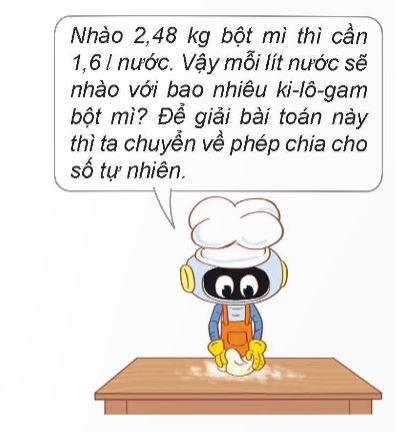 Nhào 2,48 kg bột mì thì cần
1,6 l nước. Vậy mỗi lít nước sẽ
nhào với bao nhiêu ki-lô-gam
bột mì? Để giải bài toán này
thì ta chuyển về phép chia cho
số tự nhiên.